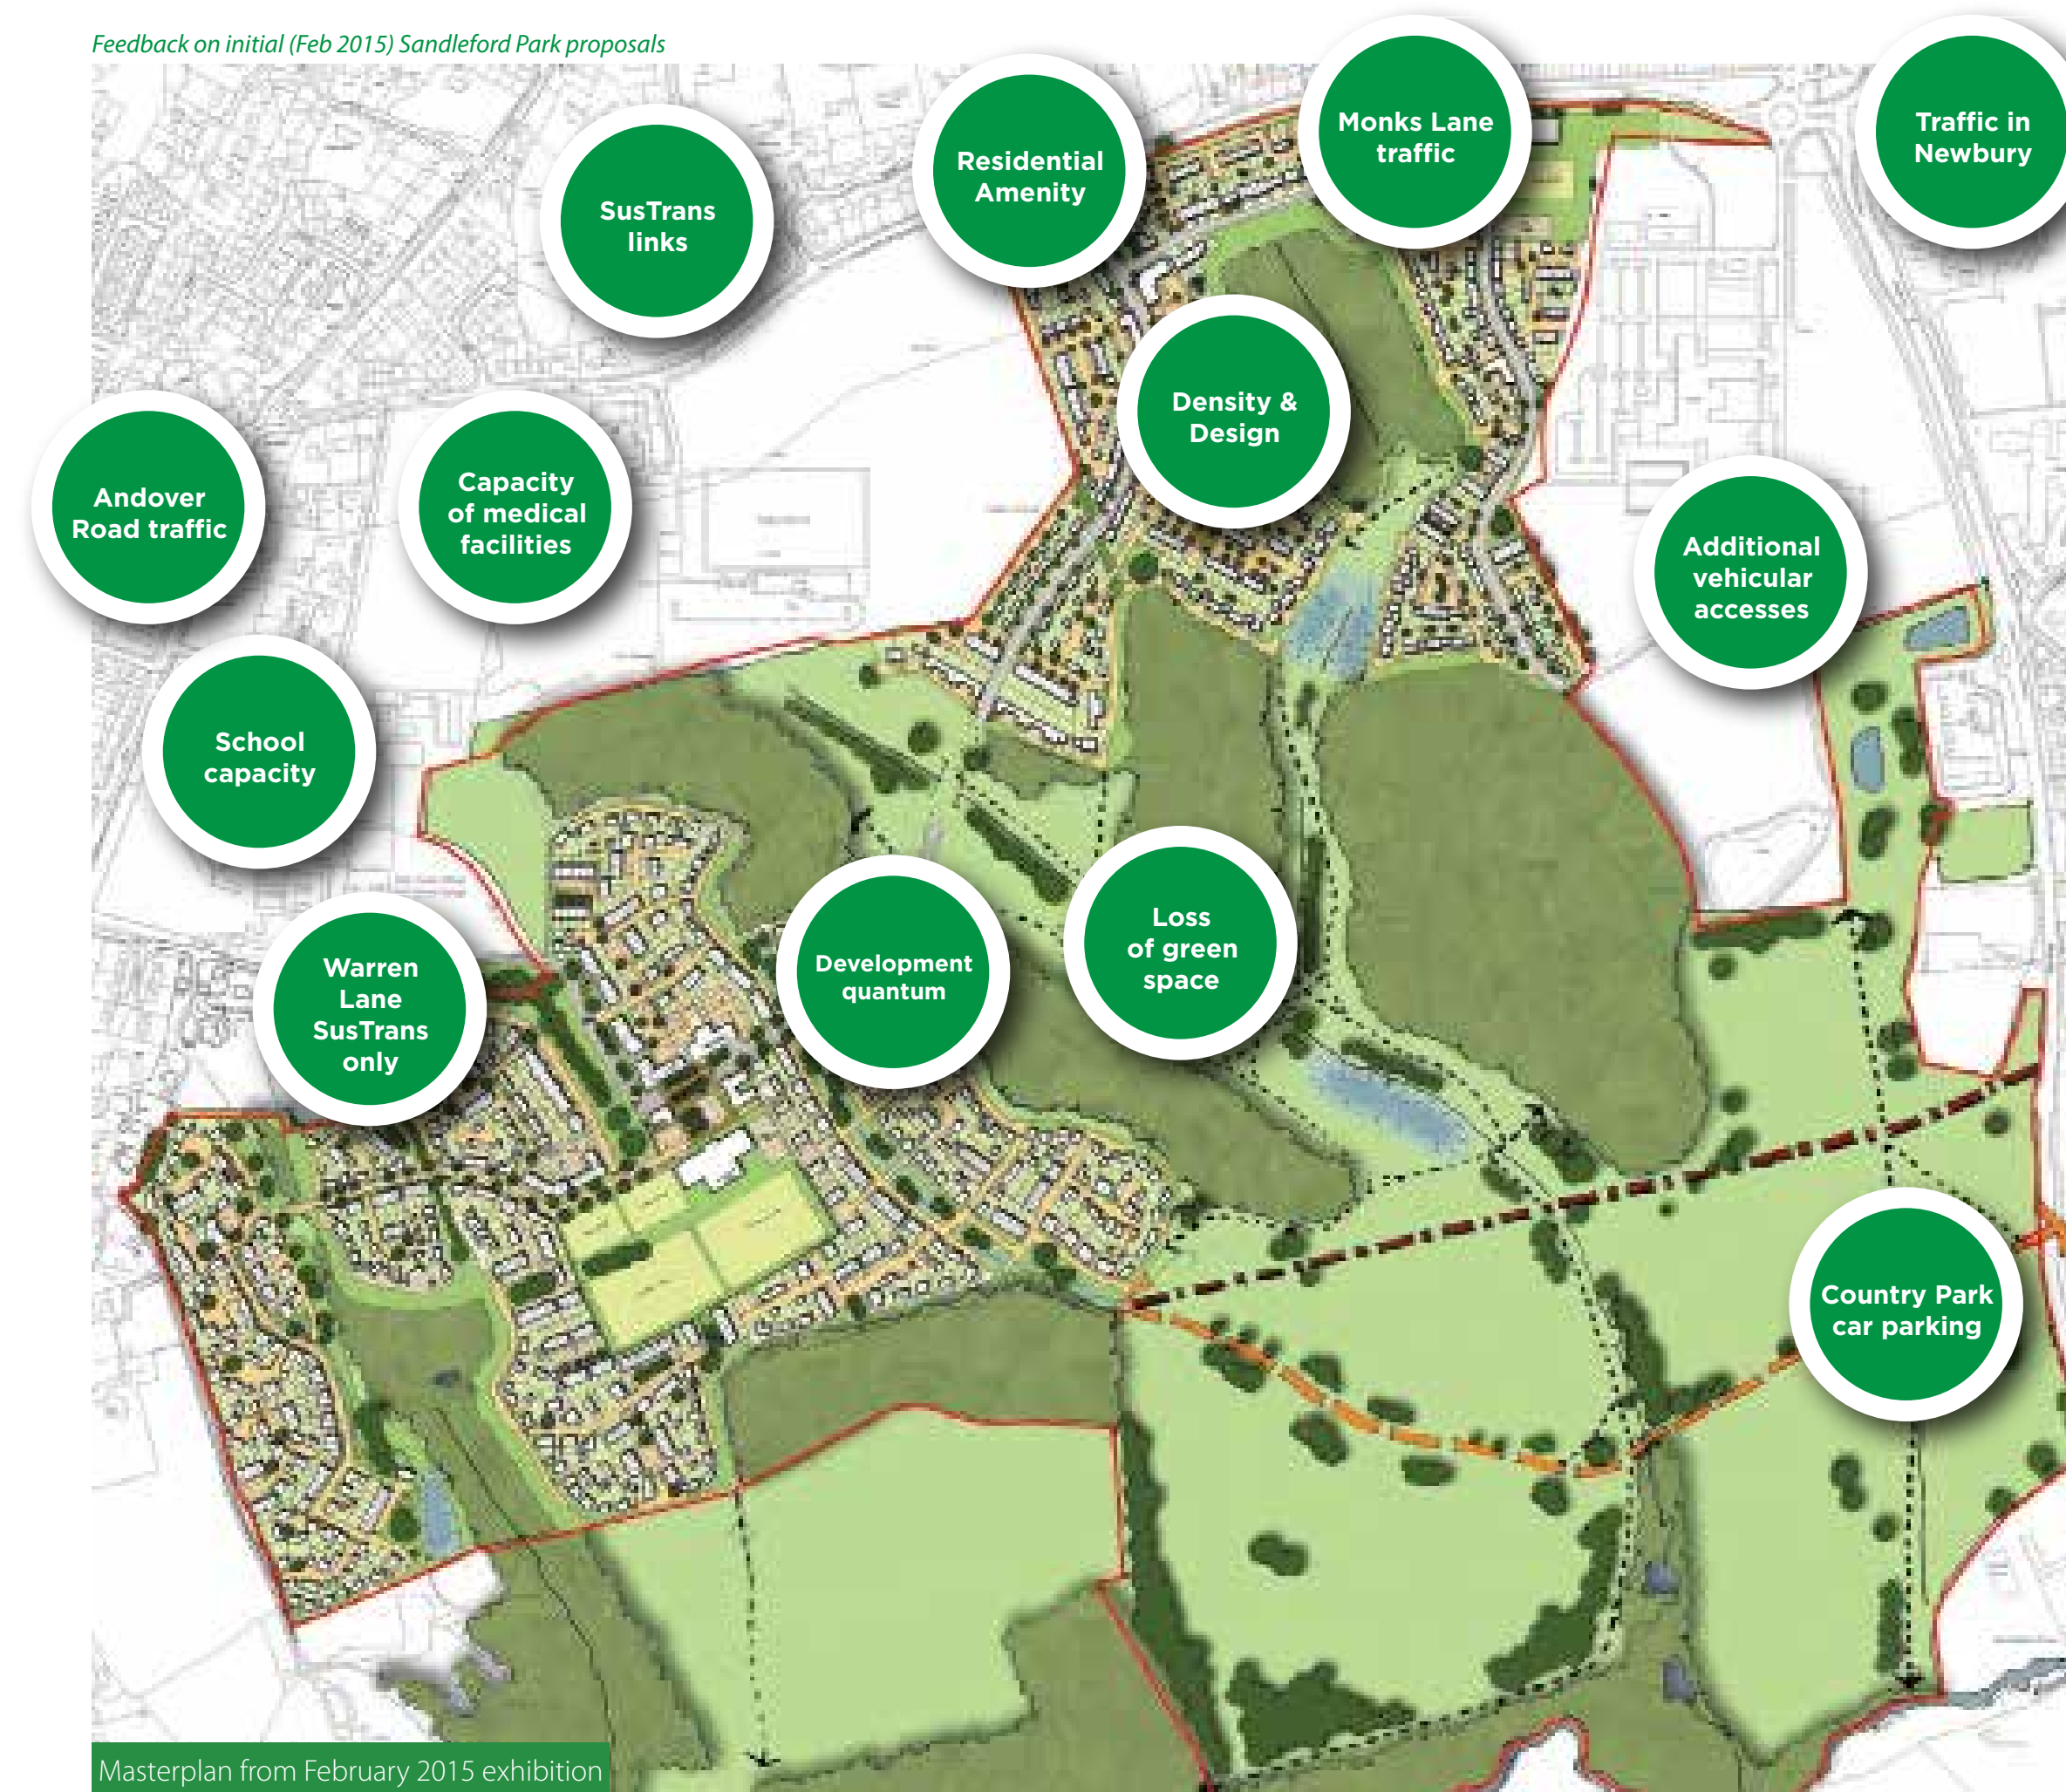 Feedback on initial (Feb 2015) Sandleford Park proposals
Monks Lane
traffic
Traffic in
Newbury
Residential
Amenity
SusTrans
links
Density &
Design
Andover
Road traffic
Capacity
of medical
facilities
Additional
vehicular
accesses
School
capacity
Loss
of green
space
Development
quantum
Warren
Lane
SusTrans
only
Country Park
car parking
Masterplan from February 2015 exhibition